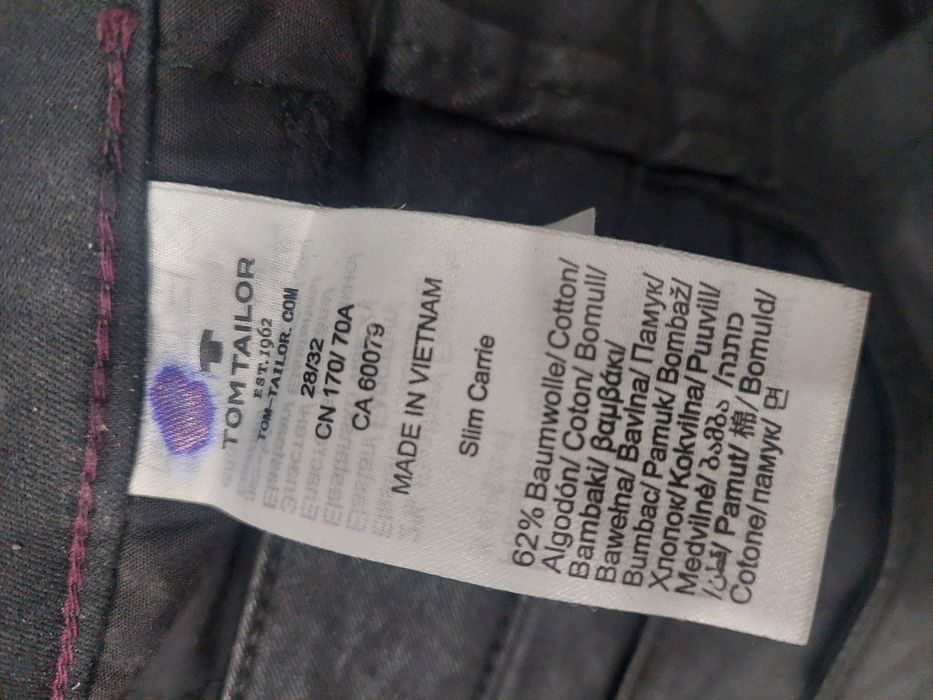 TOM TAILOR
EST. 1962
TOM-TAILOR.COM
28/32
CN 170/70A
CA 60079
MADE IN VIETNAM
Slim Carrie
62% Baumwolle/ Cotton/
Algodón/ Coton/ Bomull/
Bambaki/ βαμβάκι/
Bawełna/ Bavlna/ Памук/
Bumbac/ Pamuk/ Bombaž/
Хлопок/ Kokvilna/ Puuvill/
Medvilnė/ ბამბა /כותנה/
/قطن/ Pamut/ 棉/ Bomuld/
Cotone/ памук/ 면